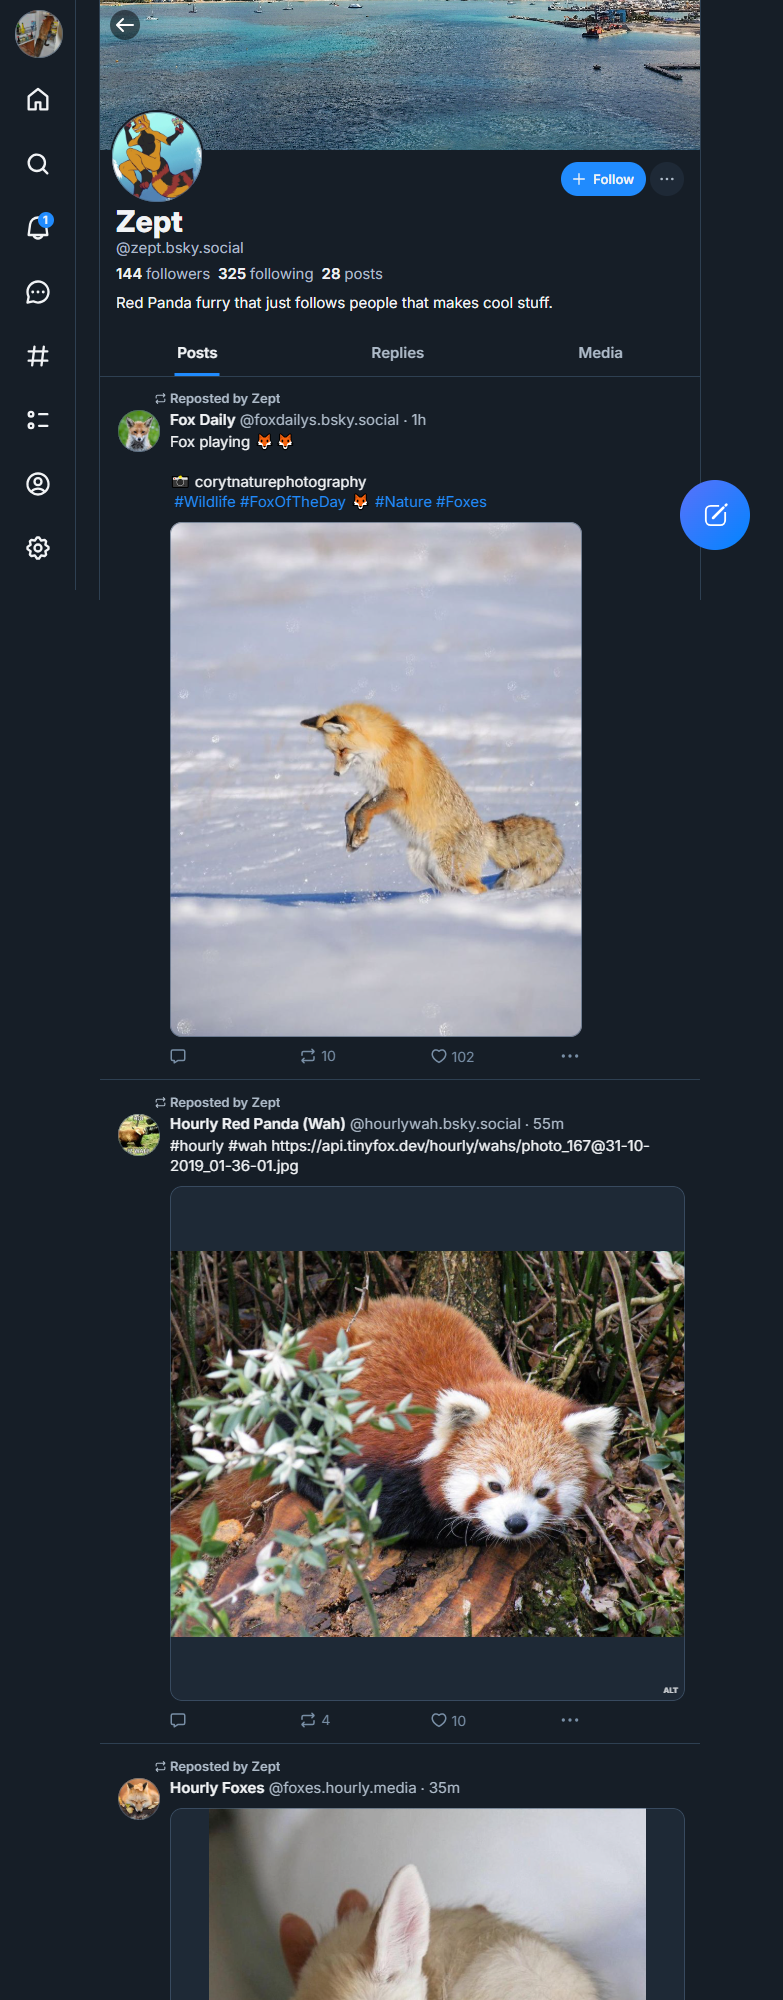 1
Follow
Zept
@zept.bsky.social
144 followers 325 following 28 posts
Red Panda furry that just follows people that makes cool stuff.
Posts Replies Media
Reposted by Zept
Fox Daily @foxdailys.bsky.social · 1h
Fox playing 🦊 🦊
📸 corytnaturephotography
#Wildlife #FoxOfTheDay 🦊 #Nature #Foxes
10 102
Reposted by Zept
Hourly Red Panda (Wah) @hourlywah.bsky.social · 55m
#hourly #wah https://api.tinyfox.dev/hourly/wahs/photo_167@31-10-
2019_01-36-01.jpg
ALT
4 10
Reposted by Zept
Hourly Foxes @foxes.hourly.media · 35m